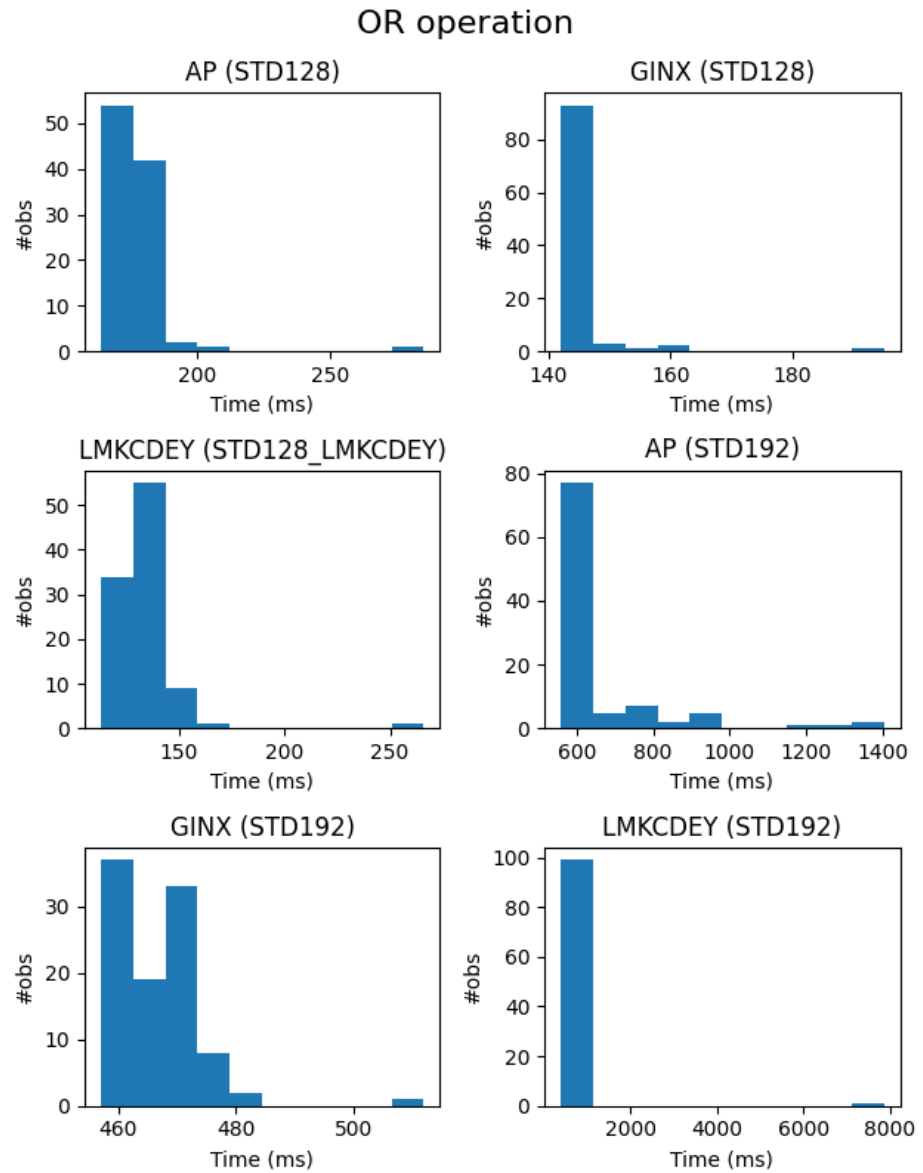 OR operation
AP (STD128)
50
40
30
20
10
0
#obs
200
250
Time (ms)
GINX (STD128)
80
60
40
20
0
#obs
140
160
180
Time (ms)
LMKCDEY (STD128_LMKCDEY)
50
40
30
20
10
0
#obs
150
200
250
Time (ms)
AP (STD192)
80
60
40
20
0
#obs
600
800
1000
1200
1400
Time (ms)
GINX (STD192)
30
20
10
0
#obs
460
480
500
Time (ms)
LMKCDEY (STD192)
100
80
60
40
20
0
#obs
2000
4000
6000
8000
Time (ms)